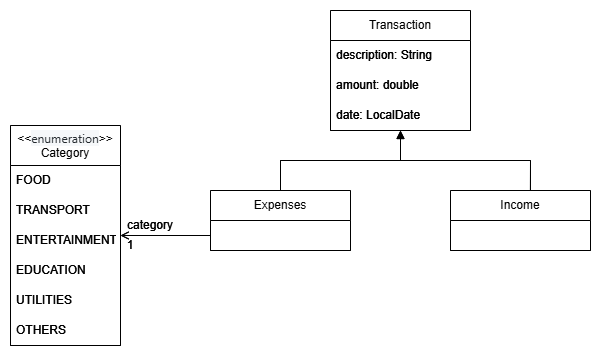 Transaction
description: String
amount: double
date: LocalDate
<<enumeration>>
Category
FOOD
TRANSPORT
ENTERTAINMENT
EDUCATION
UTILITIES
OTHERS
category
1
Expenses
Income